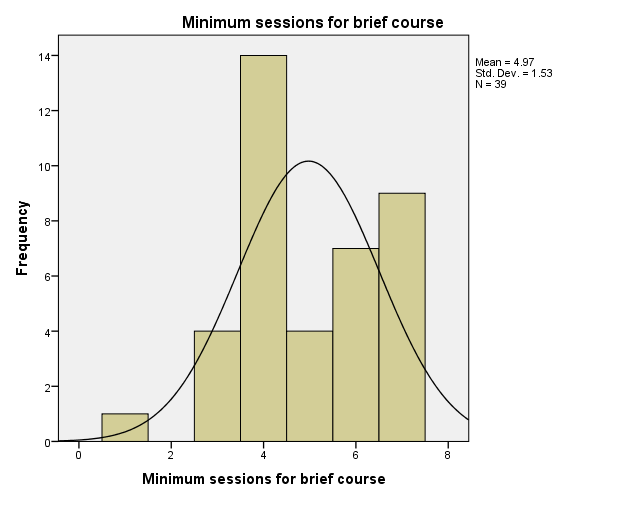 Minimum sessions for brief course
Mean = 4.97
Std. Dev. = 1.53
N = 39
Frequency
14
12
10
8
6
4
2
0
0 2 4 6 8
Minimum sessions for brief course